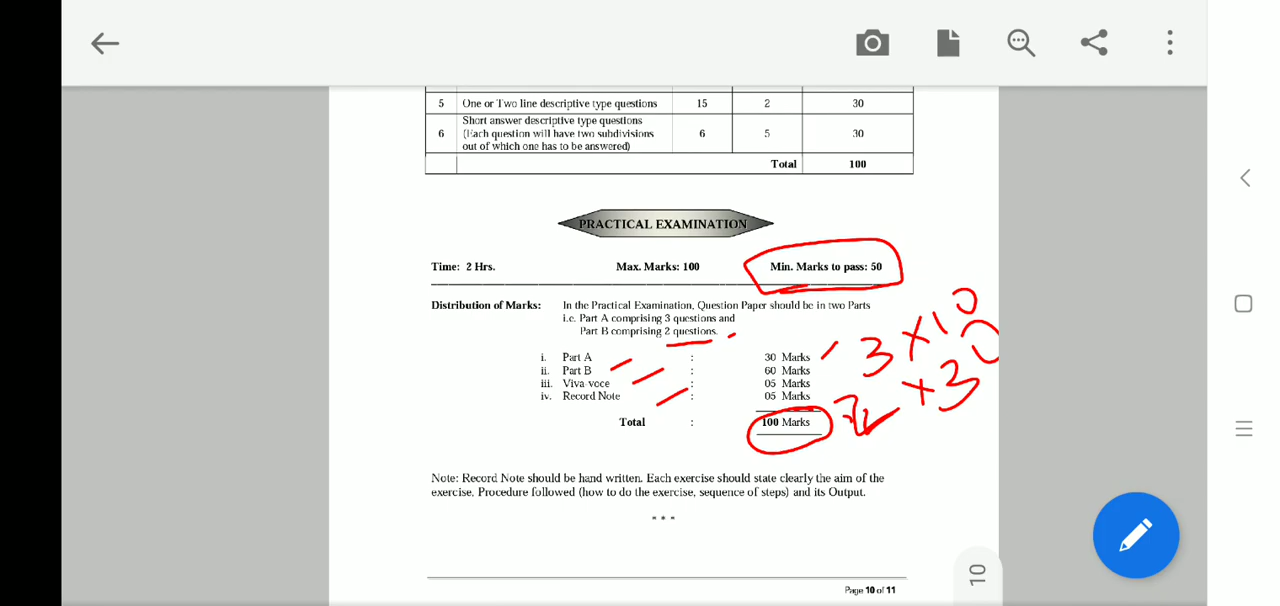 5 One or Two line descriptive type questions 15 2 30
6 Short answer descriptive type questions (Each question will have two subdivisions out of which one has to be answered) 6 5 30
Total 100
PRACTICAL EXAMINATION
Time: 2 Hrs. Max. Marks: 100 Min. Marks to pass: 50
Distribution of Marks: In the Practical Examination, Question Paper should be in two Parts
i.e. Part A comprising 3 questions and
Part B comprising 2 questions.
i. Part A : 30 Marks 3 x 10
ii. Part B : 60 Marks 2 x 30
iii. Viva-voce : 05 Marks
iv. Record Note : 05 Marks
Total : 100 Marks
Note: Record Note should be hand written. Each exercise should state clearly the aim of the
exercise, Procedure followed (how to do the exercise, sequence of steps) and its Output.
* * *
10
Page 10 of 11